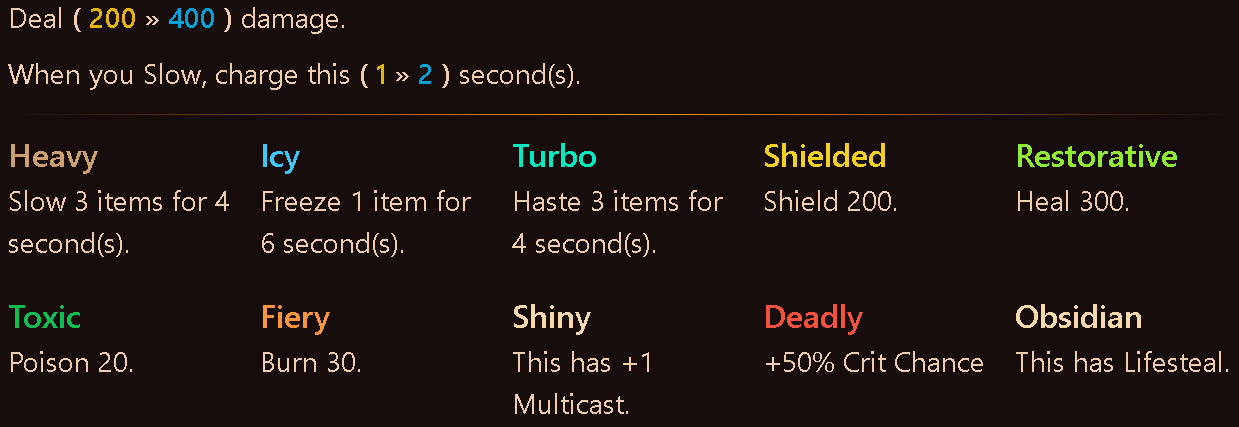 Deal ( 200 » 400 ) damage.
When you Slow, charge this ( 1 » 2 ) second(s).
Heavy
Slow 3 items for 4
second(s).
Icy
Freeze 1 item for
6 second(s).
Turbo
Haste 3 items for
4 second(s).
Shielded
Shield 200.
Restorative
Heal 300.
Toxic
Poison 20.
Fiery
Burn 30.
Shiny
This has +1
Multicast.
Deadly
+50% Crit Chance
Obsidian
This has Lifesteal.